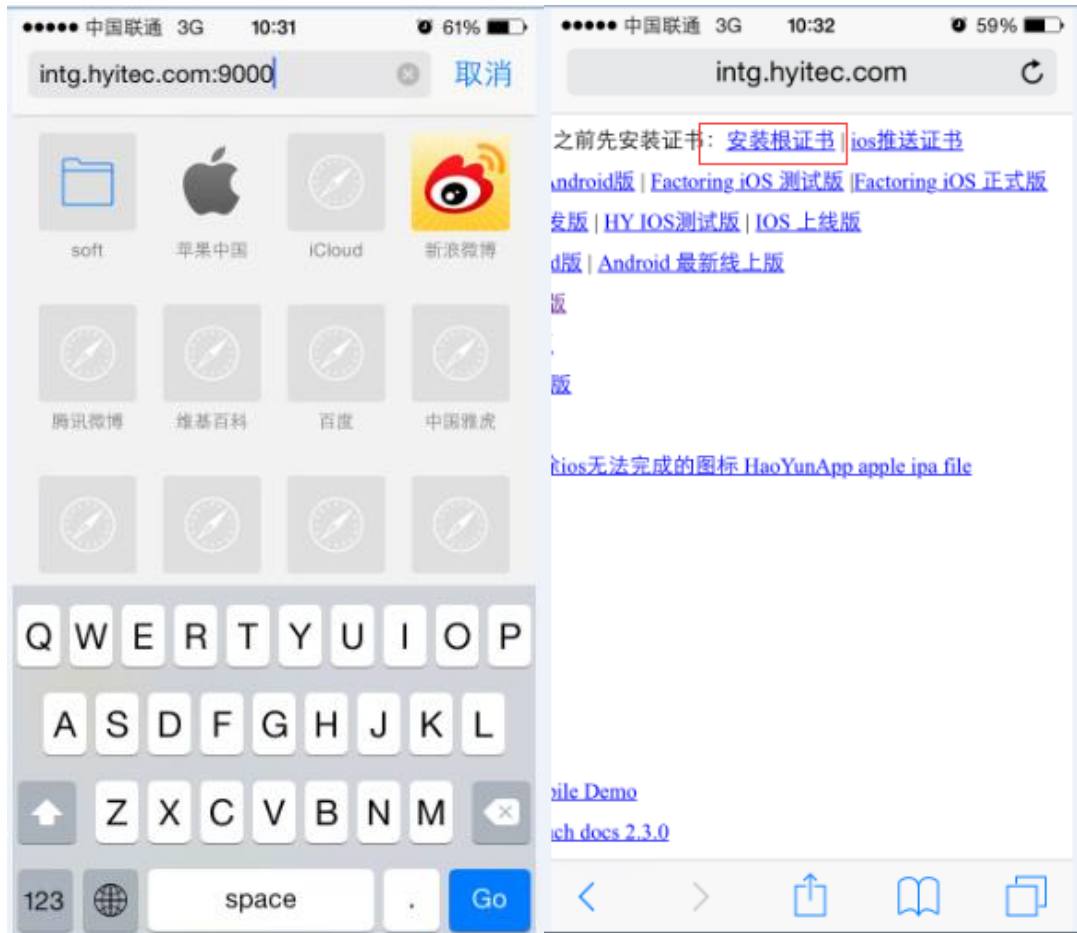 中国联通 3G 10:31 61%
intg.hyitec.com:9000 取消
soft 苹果中国 iCloud 新浪微博
腾讯微博 维基百科 百度 中国雅虎
Q W E R T Y U I O P
A S D F G H J K L
Z X C V B N M
123 space . Go
中国联通 3G 10:32 59%
intg.hyitec.com
之前先安装证书：安装根证书 | ios推送证书
Android版 | Factoring iOS 测试版 |Factoring iOS 正式版
发版 | HY IOS测试版 | IOS 上线版
d版 | Android 最新线上版
版
版
ios无法完成的图标 HaoYunApp apple ipa file
bile Demo
ch docs 2.3.0